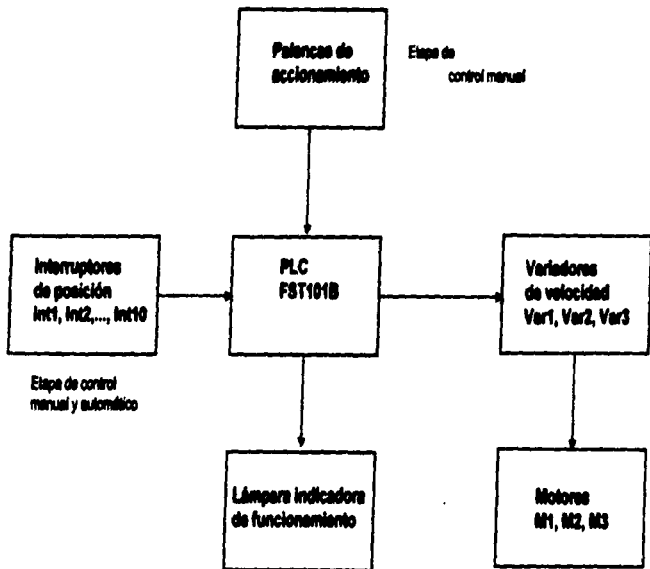 Palancas de
accionamiento
Etapa de
control manual
Interruptores
de posición
Int1, Int2,..., Int10
PLC
FST101B
Variadores
de velocidad
Var1, Var2, Var3
Etapa de control
manual y automático
Lámpara indicadora
de funcionamiento
Motores
M1, M2, M3